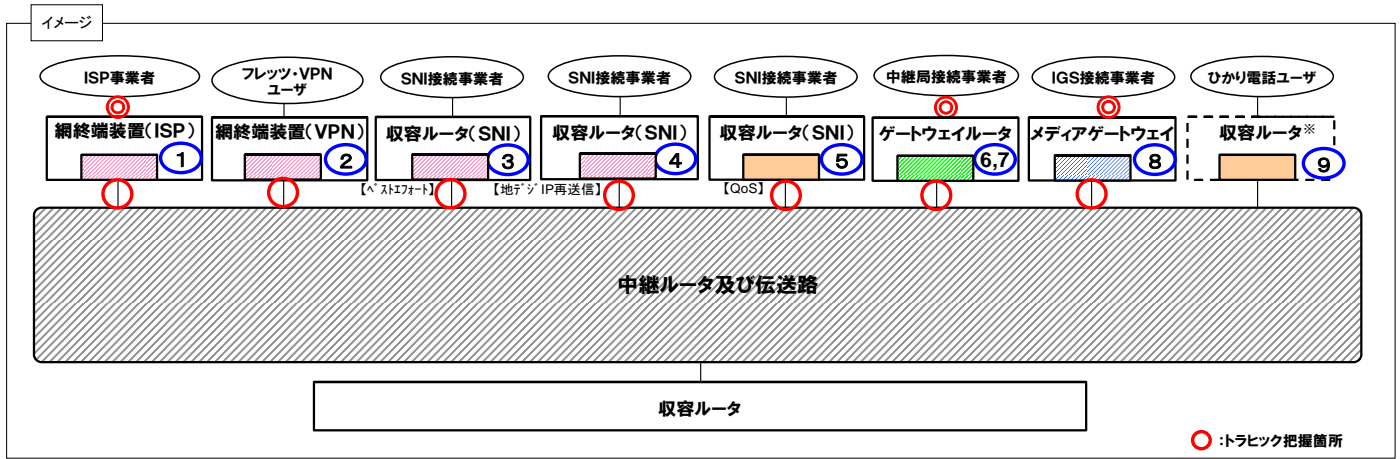 イメージ
ISP事業者
フレッツ・VPN
ユーザ
SNI接続事業者
SNI接続事業者
SNI接続事業者
中継局接続事業者
IGS接続事業者
ひかり電話ユーザ
網終端装置(ISP)
網終端装置(VPN)
収容ルータ(SNI)
収容ルータ(SNI)
収容ルータ(SNI)
ゲートウェイルータ
メディアゲートウェイ
収容ルータ※
1
2
3
4
5
6,7
8
9
【ベストエフォート】
【地デジIP再送信】
【QoS】
中継ルータ及び伝送路
収容ルータ
:トラヒック把握箇所